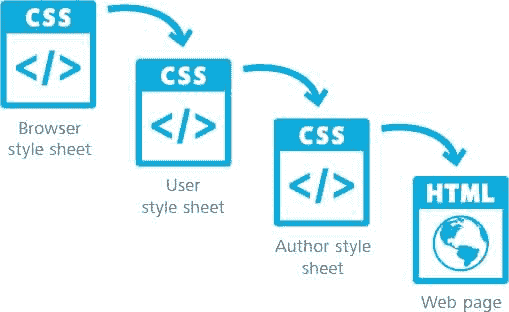 CSS
</>
Browser
style sheet
CSS
</>
User
style sheet
CSS
</>
Author style
sheet
HTML
Web page